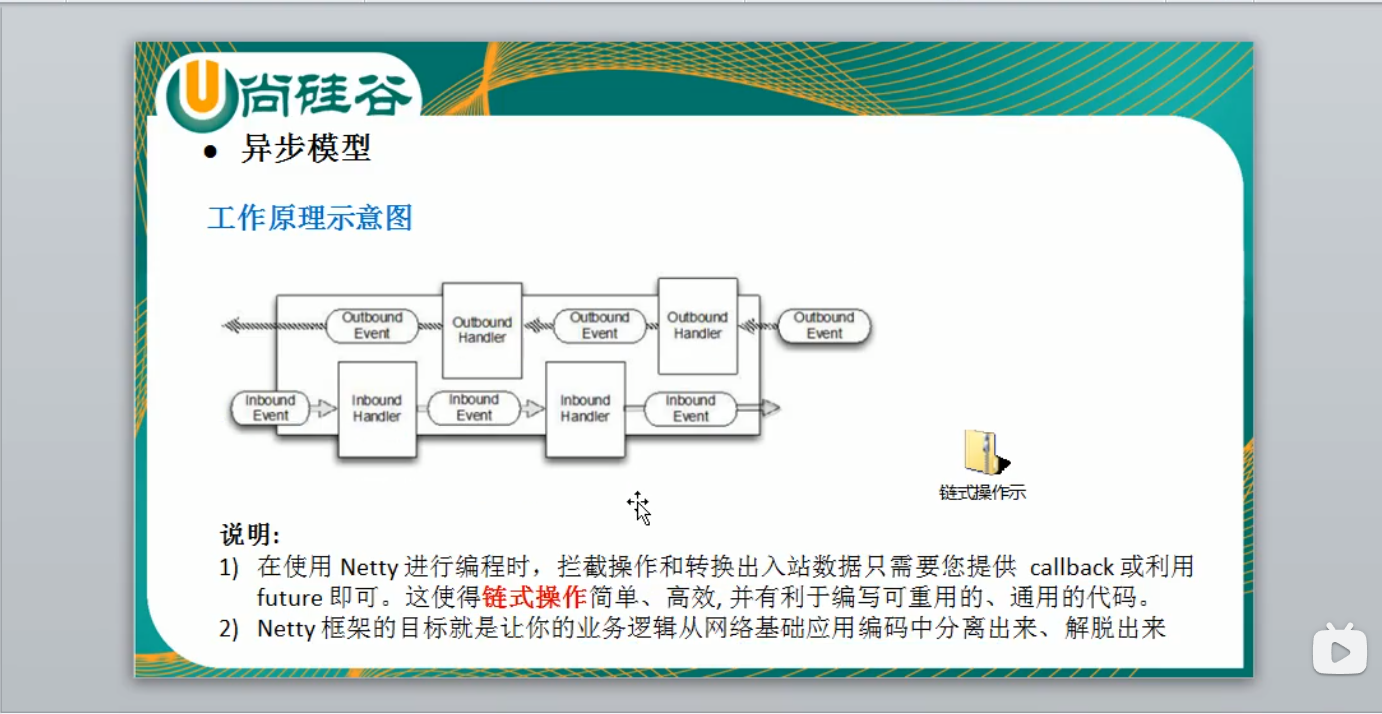 尚硅谷
● 异步模型
工作原理示意图
Outbound
Event
Outbound
Handler
Outbound
Event
Outbound
Handler
Outbound
Event
Inbound
Event
Inbound
Handler
Inbound
Event
Inbound
Handler
Inbound
Event
链式操作示
说明:
1) 在使用 Netty 进行编程时，拦截操作和转换出入站数据只需要您提供 callback 或利用
future 即可。这使得链式操作简单、高效, 并有利于编写可重用的、通用的代码。
2) Netty 框架的目标就是让你的业务逻辑从网络基础应用编码中分离出来、解脱出来